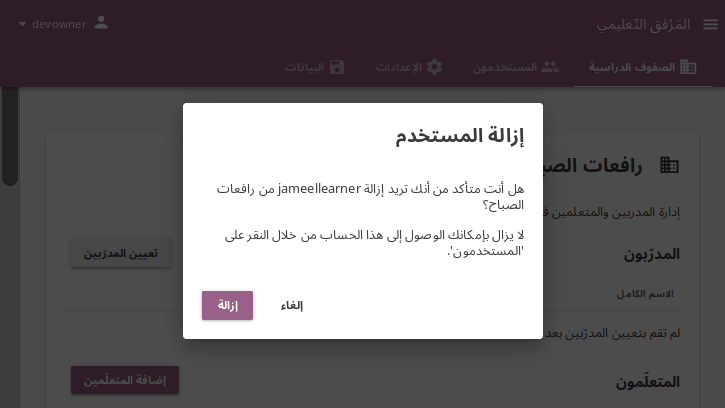 المَرْفق التّعليمي
devowner
الصفوف الدراسية
المستخدمون
الإعدادات
البيانات
رافعات الصب
إدارة المدربين والمتعلمين ف
المدرّبون
تعيين المدرّبين
الاسم الكامل
لم تقم بتعيين المدرّبين بعد
المتعلّمون
إضافة المتعلّمين
إزالة المستخدم
هل أنت متأكد من أنك تريد إزالة jameellearner من رافعات
الصباح؟
لا يزال بإمكانك الوصول إلى هذا الحساب من خلال النقر على
'المستخدمون'.
إلغاء
إزالة